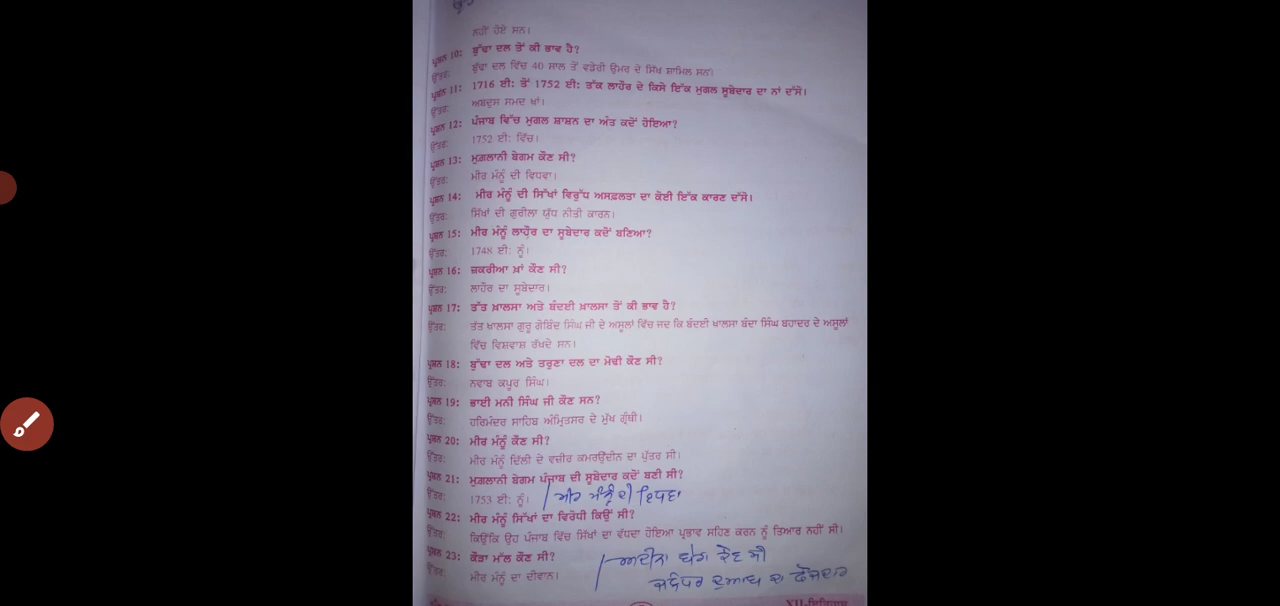 ਨਹੀਂ ਹੋਏ ਸਨ।
ਪ੍ਰਸ਼ਨ 10: ਬੁੱਢਾ ਦਲ ਤੋਂ ਕੀ ਭਾਵ ਹੈ?
ਉੱਤਰ: ਬੁੱਢਾ ਦਲ ਵਿੱਚ 40 ਸਾਲ ਤੋਂ ਵਡੇਰੀ ਉਮਰ ਦੇ ਸਿੱਖ ਸ਼ਾਮਿਲ ਸਨ।
ਪ੍ਰਸ਼ਨ 11: 1716 ਈ: ਤੋਂ 1752 ਈ: ਤੱਕ ਲਾਹੌਰ ਦੇ ਕਿਸੇ ਇੱਕ ਮੁਗਲ ਸੂਬੇਦਾਰ ਦਾ ਨਾਂ ਦੱਸੋ।
ਉੱਤਰ: ਅਬਦੁਸ ਸਮਦ ਖਾਂ।
ਪ੍ਰਸ਼ਨ 12: ਪੰਜਾਬ ਵਿੱਚ ਮੁਗਲ ਸ਼ਾਸ਼ਨ ਦਾ ਅੰਤ ਕਦੋਂ ਹੋਇਆ?
ਉੱਤਰ: 1752 ਈ: ਵਿੱਚ।
ਪ੍ਰਸ਼ਨ 13: ਮੁਗਲਾਨੀ ਬੇਗਮ ਕੌਣ ਸੀ?
ਉੱਤਰ: ਮੀਰ ਮੰਨੂੰ ਦੀ ਵਿਧਵਾ।
ਪ੍ਰਸ਼ਨ 14: ਮੀਰ ਮੰਨੂੰ ਦੀ ਸਿੱਖਾਂ ਵਿਰੁੱਧ ਅਸਫ਼ਲਤਾ ਦਾ ਕੋਈ ਇੱਕ ਕਾਰਣ ਦੱਸੋ।
ਉੱਤਰ: ਸਿੱਖਾਂ ਦੀ ਗੁਰੀਲਾ ਯੁੱਧ ਨੀਤੀ ਕਾਰਨ।
ਪ੍ਰਸ਼ਨ 15: ਮੀਰ ਮੰਨੂੰ ਲਾਹੌਰ ਦਾ ਸੂਬੇਦਾਰ ਕਦੋਂ ਬਣਿਆ?
ਉੱਤਰ: 1748 ਈ: ਨੂੰ।
ਪ੍ਰਸ਼ਨ 16: ਜ਼ਕਰੀਆ ਖ਼ਾਂ ਕੌਣ ਸੀ?
ਉੱਤਰ: ਲਾਹੌਰ ਦਾ ਸੂਬੇਦਾਰ।
ਪ੍ਰਸ਼ਨ 17: ਤੱਤ ਖ਼ਾਲਸਾ ਅਤੇ ਬੰਦਈ ਖ਼ਾਲਸਾ ਤੋਂ ਕੀ ਭਾਵ ਹੈ?
ਉੱਤਰ: ਤੱਤ ਖਾਲਸਾ ਗੁਰੂ ਗੋਬਿੰਦ ਸਿੰਘ ਜੀ ਦੇ ਅਸੂਲਾਂ ਵਿੱਚ ਜਦ ਕਿ ਬੰਦਈ ਖਾਲਸਾ ਬੰਦਾ ਸਿੰਘ ਬਹਾਦਰ ਦੇ ਅਸੂਲਾਂ
ਵਿੱਚ ਵਿਸ਼ਵਾਸ਼ ਰੱਖਦੇ ਸਨ।
ਪ੍ਰਸ਼ਨ 18: ਬੁੱਢਾ ਦਲ ਅਤੇ ਤਰੁਣਾ ਦਲ ਦਾ ਮੋਢੀ ਕੌਣ ਸੀ?
ਉੱਤਰ: ਨਵਾਬ ਕਪੂਰ ਸਿੰਘ।
ਪ੍ਰਸ਼ਨ 19: ਭਾਈ ਮਨੀ ਸਿੰਘ ਜੀ ਕੌਣ ਸਨ?
ਉੱਤਰ: ਹਰਿਮੰਦਰ ਸਾਹਿਬ ਅੰਮ੍ਰਿਤਸਰ ਦੇ ਮੁੱਖ ਗ੍ਰੰਥੀ।
ਪ੍ਰਸ਼ਨ 20: ਮੀਰ ਮੰਨੂੰ ਕੌਣ ਸੀ?
ਉੱਤਰ: ਮੀਰ ਮੰਨੂੰ ਦਿੱਲੀ ਦੇ ਵਜ਼ੀਰ ਕਮਰਉੱਦੀਨ ਦਾ ਪੁੱਤਰ ਸੀ।
ਪ੍ਰਸ਼ਨ 21: ਮੁਗਲਾਨੀ ਬੇਗਮ ਪੰਜਾਬ ਦੀ ਸੂਬੇਦਾਰ ਕਦੋਂ ਬਣੀ ਸੀ?
ਉੱਤਰ: 1753 ਈ: ਨੂੰ। ਮੀਰ ਮੰਨੂੰ ਦੀ ਵਿਧਵਾ
ਪ੍ਰਸ਼ਨ 22: ਮੀਰ ਮੰਨੂੰ ਸਿੱਖਾਂ ਦਾ ਵਿਰੋਧੀ ਕਿਉਂ ਸੀ?
ਉੱਤਰ: ਕਿਉਂਕਿ ਉਹ ਪੰਜਾਬ ਵਿੱਚ ਸਿੱਖਾਂ ਦਾ ਵੱਧਦਾ ਹੋਇਆ ਪ੍ਰਭਾਵ ਸਹਿਣ ਕਰਨ ਨੂੰ ਤਿਆਰ ਨਹੀਂ ਸੀ।
ਪ੍ਰਸ਼ਨ 23: ਕੌੜਾ ਮੱਲ ਕੌਣ ਸੀ? ਅਦੀਨਾ ਬੇਗ ਕੌਣ ਸੀ
ਉੱਤਰ: ਮੀਰ ਮੰਨੂੰ ਦਾ ਦੀਵਾਨ। ਜਲੰਧਰ ਦੁਆਬ ਦਾ ਫੌਜਦਾਰ
XII-ਇਤਿਹਾਸ